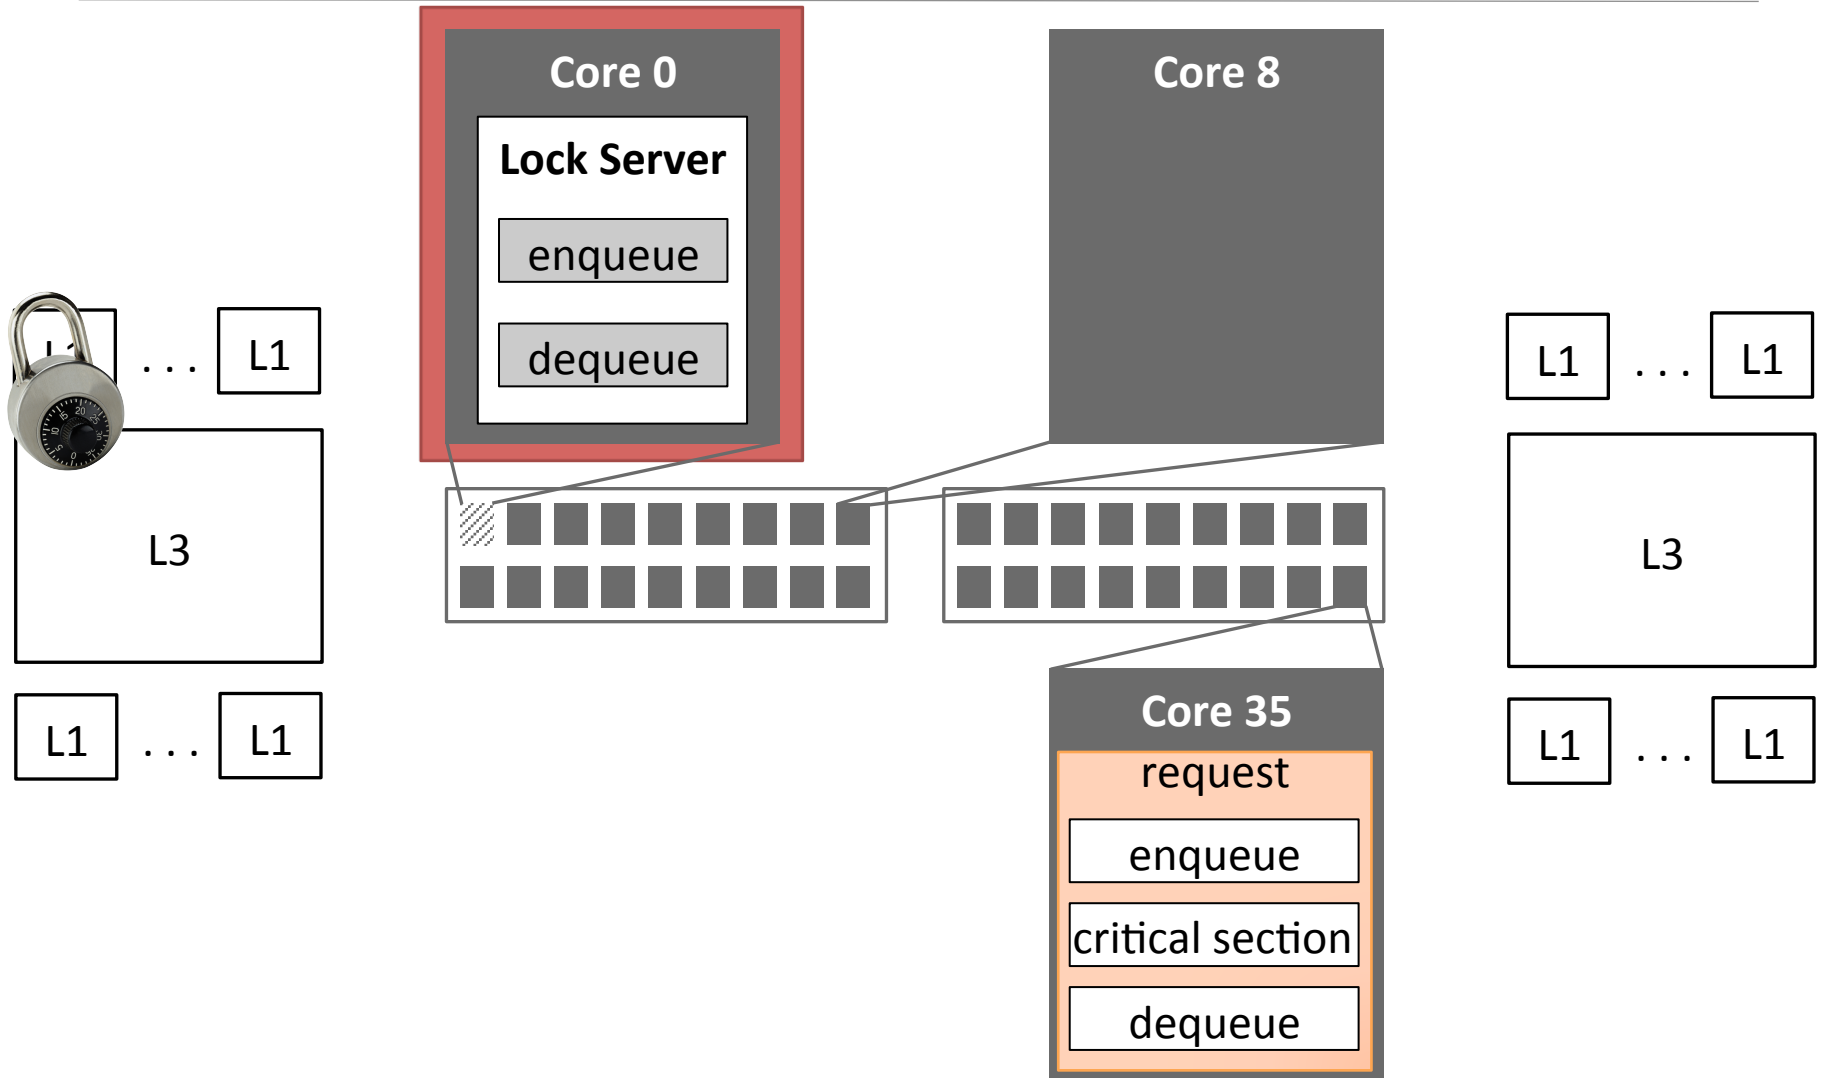 Core 0
Core 8
Lock Server
enqueue
dequeue
L1 . . . L1
L1 . . . L1
L3
L3
L1 . . . L1
L1 . . . L1
Core 35
request
enqueue
critical section
dequeue